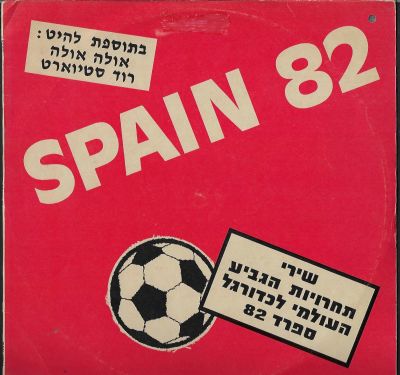 בתוספת להיט:
אולה אולה
רוד סטיוארט
SPAIN 82
שירי
תחרויות הגביע
העולמי לכדורגל
ספרד 82